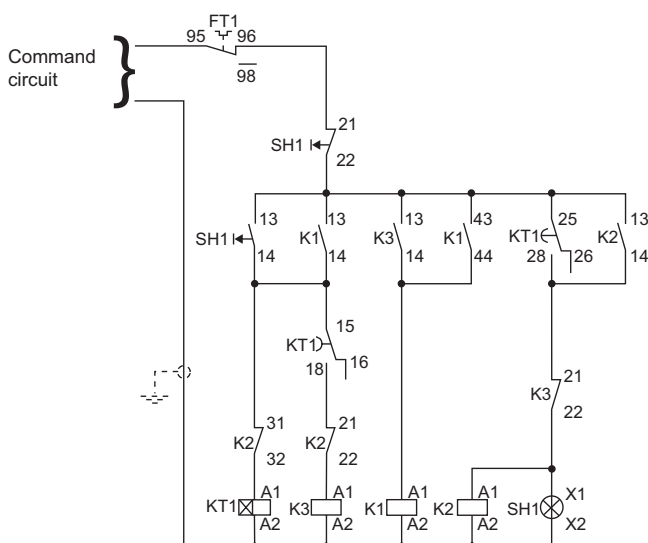 FT1
95 96
98
Command
circuit
21
SH1
22
13 13 13 43 25 13
SH1 K1 K3 K1 KT1 K2
14 14 14 44 28 26 14
15
KT1
18 16
21
K3
22
31 21
K2 K2
32 22
A1 A1 A1 A1 X1
KT1 K3 K1 K2 SH1
A2 A2 A2 A2 X2